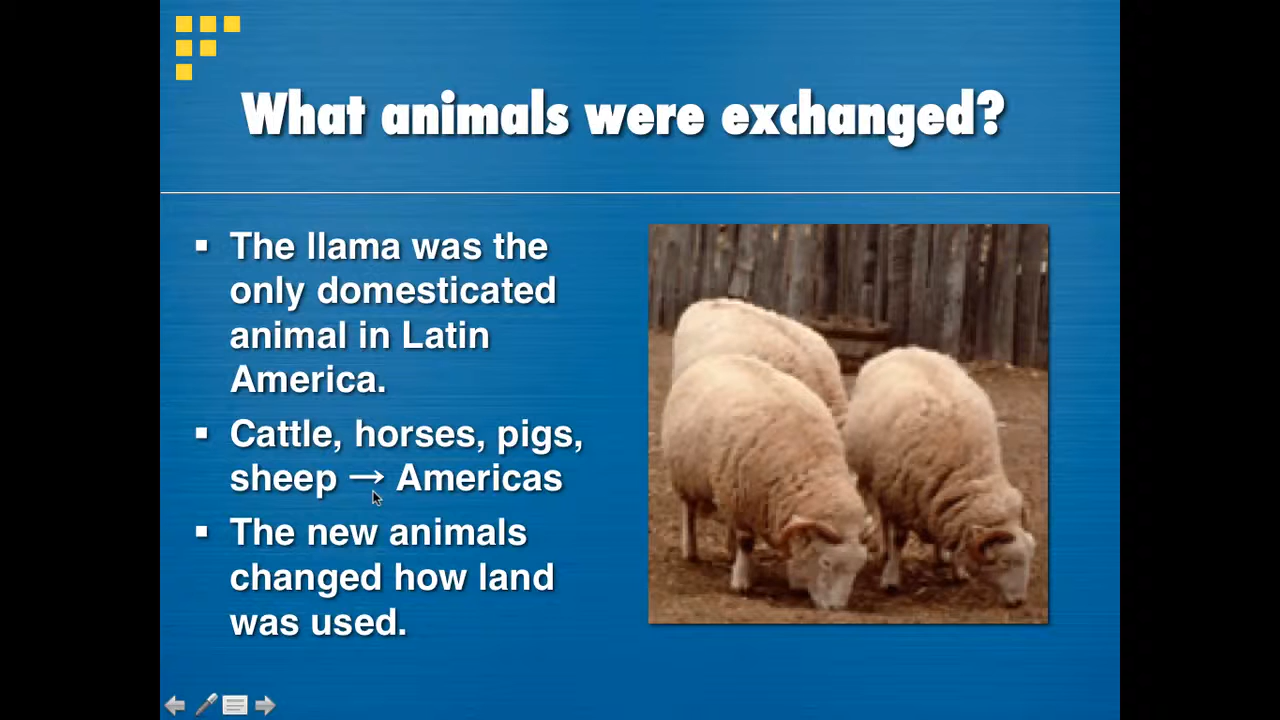 What animals were exchanged?
▪ The llama was the
only domesticated
animal in Latin
America.
▪ Cattle, horses, pigs,
sheep → Americas
▪ The new animals
changed how land
was used.